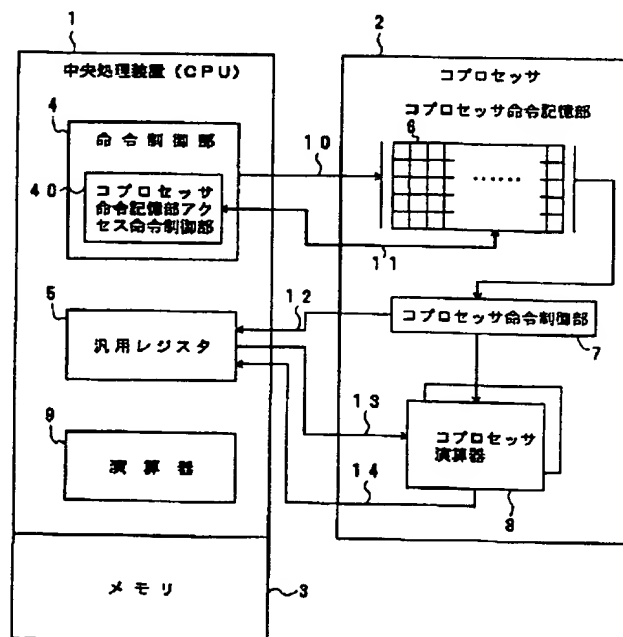 1
中央処理装置(CPU)
4
命令制御部
40
コプロセッサ
命令記憶部アク
セス命令制御部
5
汎用レジスタ
9
演算器
メモリ
3
10
11
12
13
14
2
コプロセッサ
コプロセッサ命令記憶部
6
……
コプロセッサ命令制御部
7
コプロセッサ
演算器
8